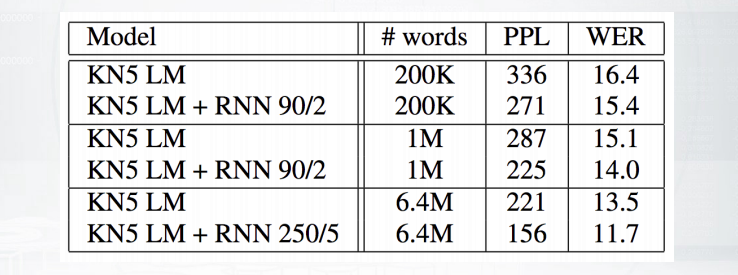 Model # words PPL WER
KN5 LM 200K 336 16.4
KN5 LM + RNN 90/2 200K 271 15.4
KN5 LM 1M 287 15.1
KN5 LM + RNN 90/2 1M 225 14.0
KN5 LM 6.4M 221 13.5
KN5 LM + RNN 250/5 6.4M 156 11.7